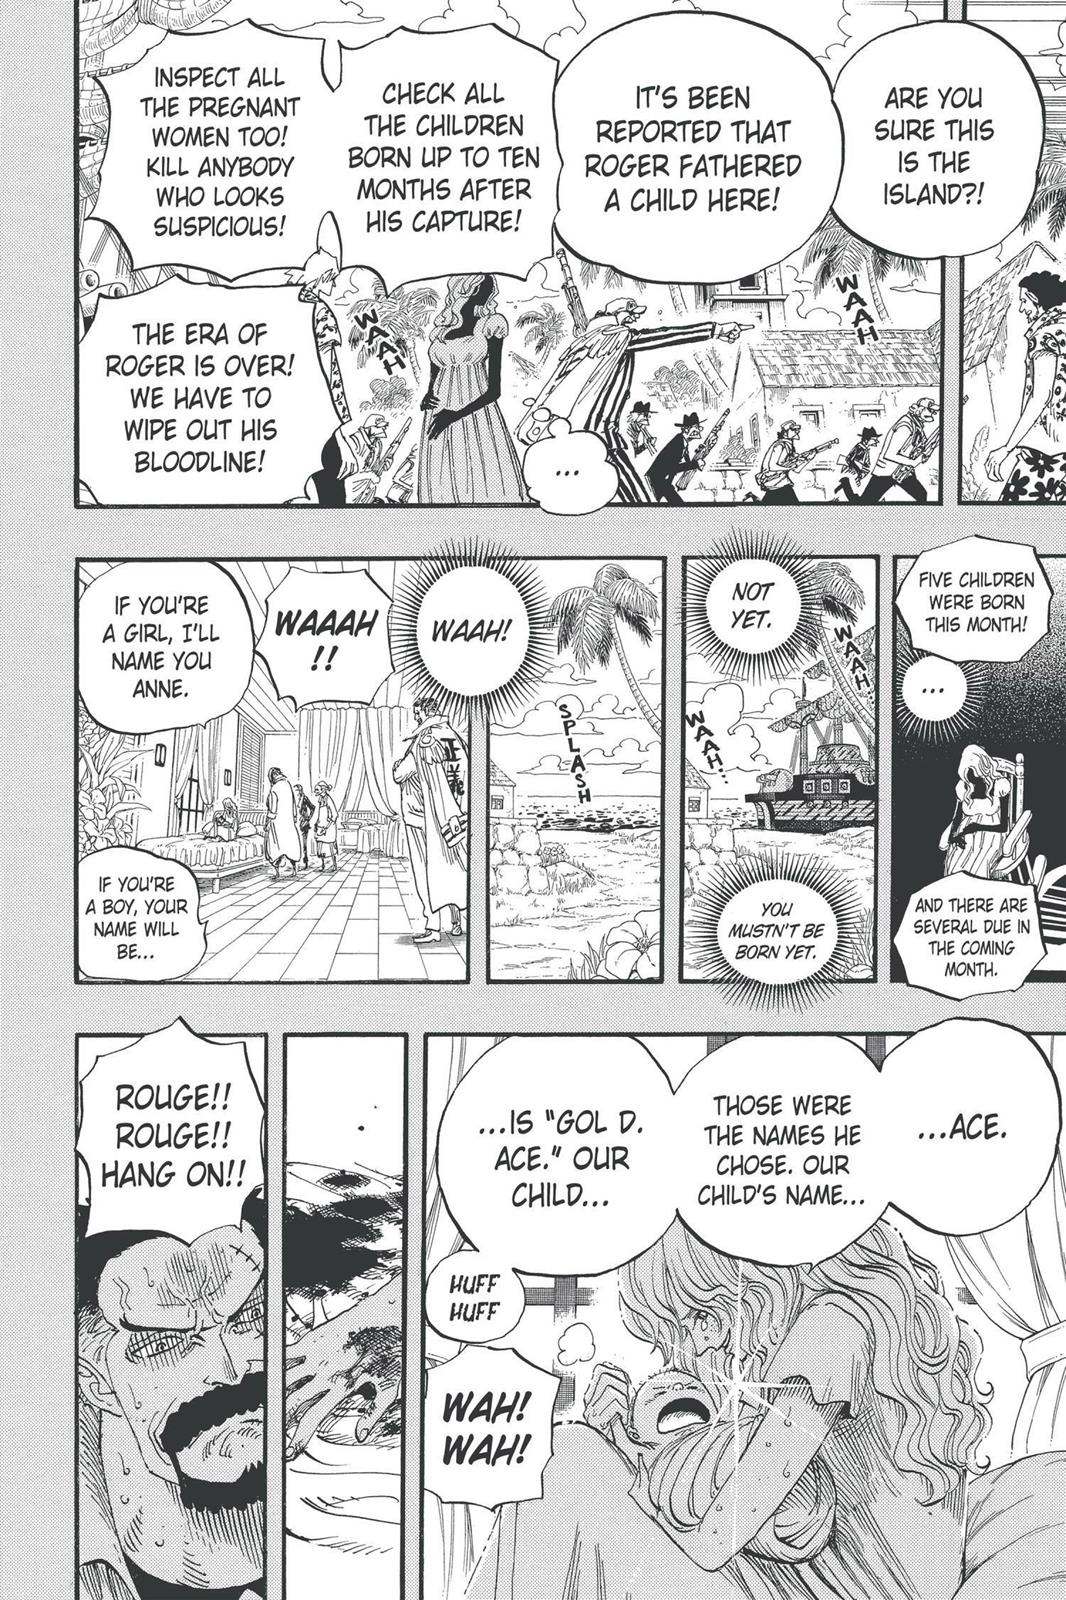 ARE YOU
SURE THIS
IS THE
ISLAND?!
IT'S BEEN
REPORTED THAT
ROGER FATHERED
A CHILD HERE!
CHECK ALL
THE CHILDREN
BORN UP TO TEN
MONTHS AFTER
HIS CAPTURE!
INSPECT ALL
THE PREGNANT
WOMEN TOO!
KILL ANYBODY
WHO LOOKS
SUSPICIOUS!
WAAH
WAAH
THE ERA OF
ROGER IS OVER!
WE HAVE TO
WIPE OUT HIS
BLOODLINE!
...
FIVE CHILDREN
WERE BORN
THIS MONTH!
...
AND THERE ARE
SEVERAL DUE IN
THE COMING
MONTH.
NOT
YET.
WAAH
WAAH...
YOU
MUSTN'T BE
BORN YET.
SPLASH
WAAH!
WAAAH
!!
正義
IF YOU'RE
A GIRL, I'LL
NAME YOU
ANNE.
IF YOU'RE
A BOY, YOUR
NAME WILL
BE...
...ACE.
THOSE WERE
THE NAMES HE
CHOSE. OUR
CHILD'S NAME...
...IS "GOL D.
ACE." OUR
CHILD...
HUFF
HUFF
WAH!
WAH!
ROUGE!!
ROUGE!!
HANG ON!!